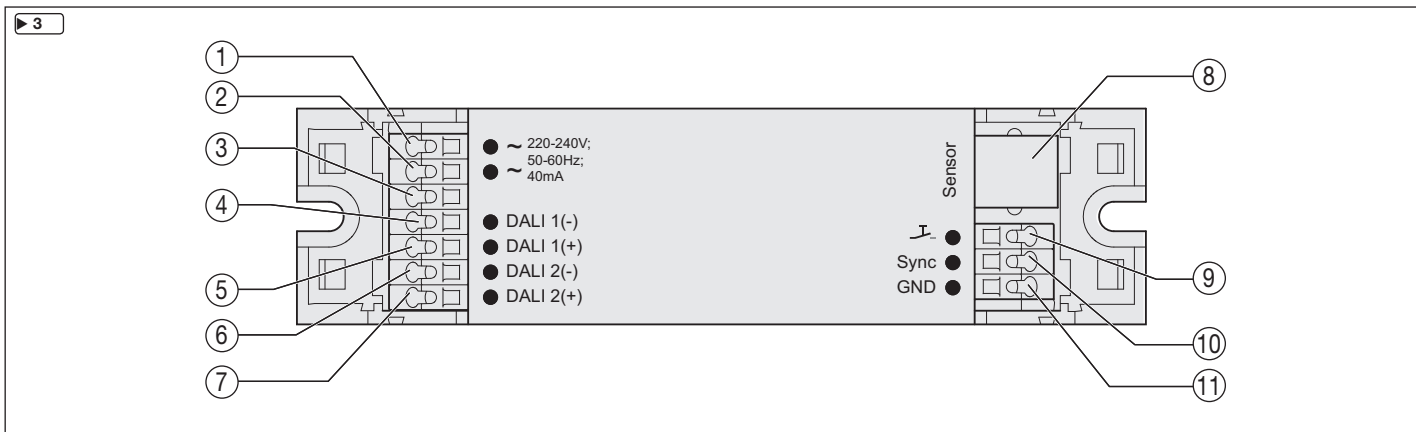 ▶ 3
1
2
3
4
5
6
7
~ 220-240V;
50-60Hz;
~ 40mA
DALI 1(-)
DALI 1(+)
DALI 2(-)
DALI 2(+)
Sensor
Sync
GND
8
9
10
11